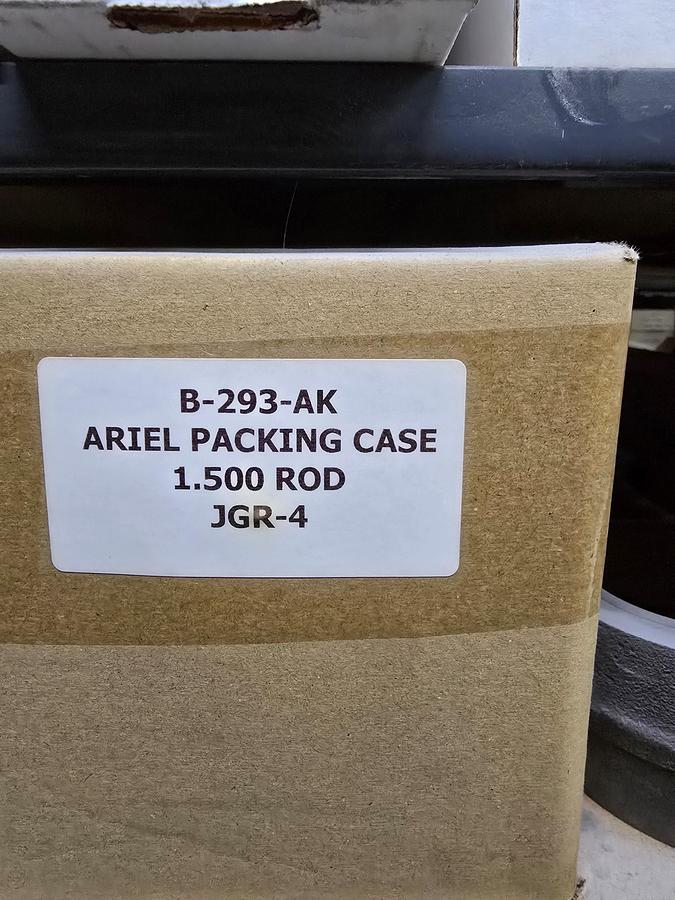 B-293-AK
ARIEL PACKING CASE
1.500 ROD
JGR-4